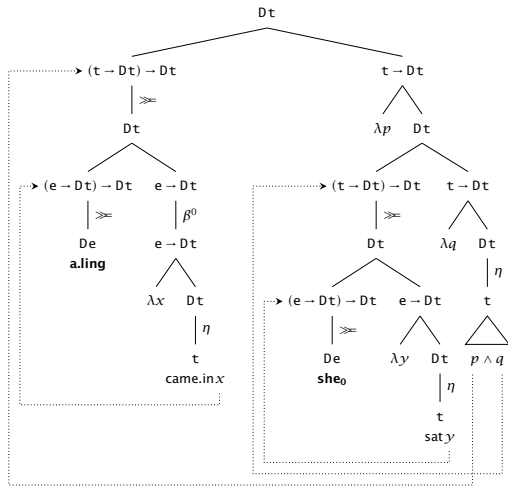 Dt
(t → Dt) → Dt t → Dt
≫=
Dt λp Dt
(e → Dt) → Dt e → Dt (t → Dt) → Dt t → Dt
≫= β⁰ ≫=
De e → Dt Dt λq Dt
a.ling η
λx Dt (e → Dt) → Dt e → Dt t
η ≫=
t De λy Dt p ∧ q
came.in x she₀ η
t
sat y